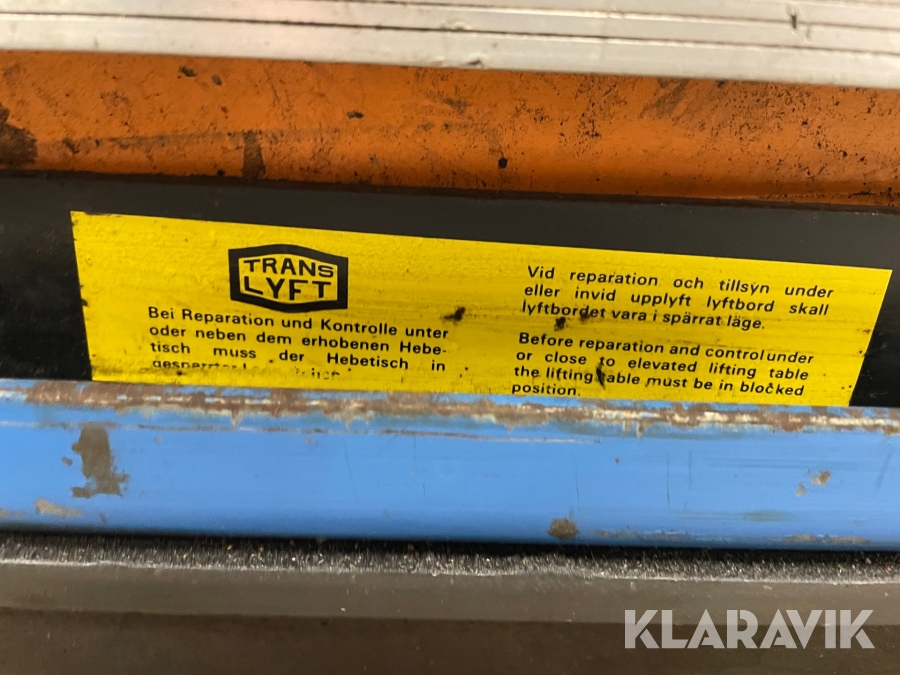 TRANS
LYFT
Bei Reparation und Kontrolle unter
oder neben dem erhobenen Hebe-
tisch muss der Hebetisch in
Vid reparation och tillsyn under
eller invid upplyft lyftbord skall
lyftbordet vara i spärrat läge.
Before reparation and control under
or close to elevated lifting table
the lifting table must be in blocked
position.
KLARAVIK